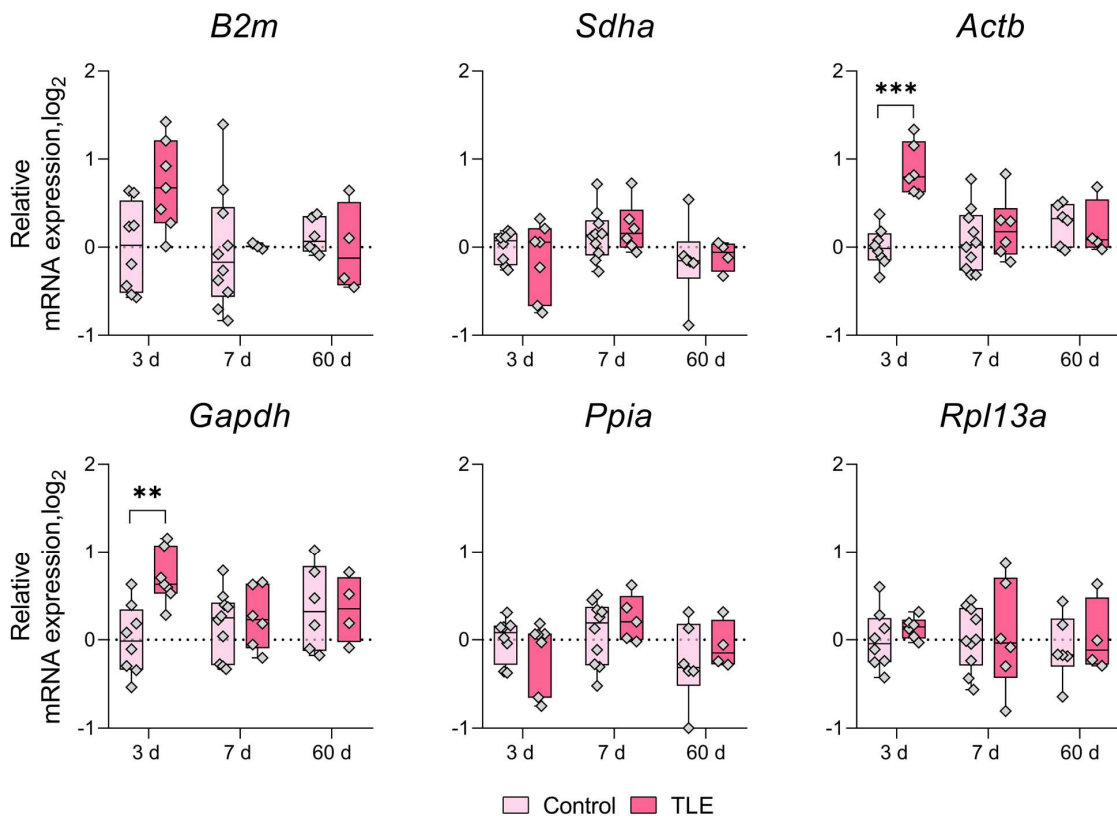 B2m
Sdha
Actb
Relative
mRNA expression,log2
2
1
0
-1
3 d
7 d
60 d
2
1
0
-1
3 d
7 d
60 d
2
1
0
-1
***
3 d
7 d
60 d
Gapdh
Ppia
Rpl13a
Relative
mRNA expression,log2
2
1
0
-1
**
3 d
7 d
60 d
2
1
0
-1
3 d
7 d
60 d
2
1
0
-1
3 d
7 d
60 d
Control
TLE